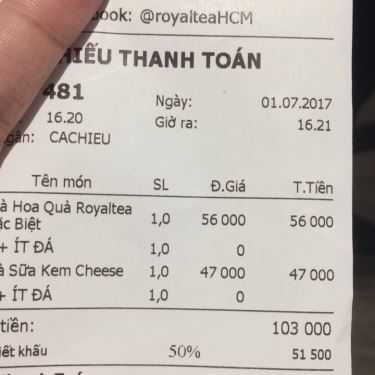 book: @royalteaHCM
HIẾU THANH TOÁN
481
Ngày: 01.07.2017
16.20 Giờ ra: 16.21
CACHIEU
Tên món SL Đ.Giá T.Tiền
à Hoa Quả Royaltea 1,0 56 000 56 000
ặc Biệt
+ ÍT ĐÁ 1,0 0
à Sữa Kem Cheese 1,0 47 000 47 000
+ ÍT ĐÁ 1,0 0
tiền: 103 000
iết khấu 50% 51 500